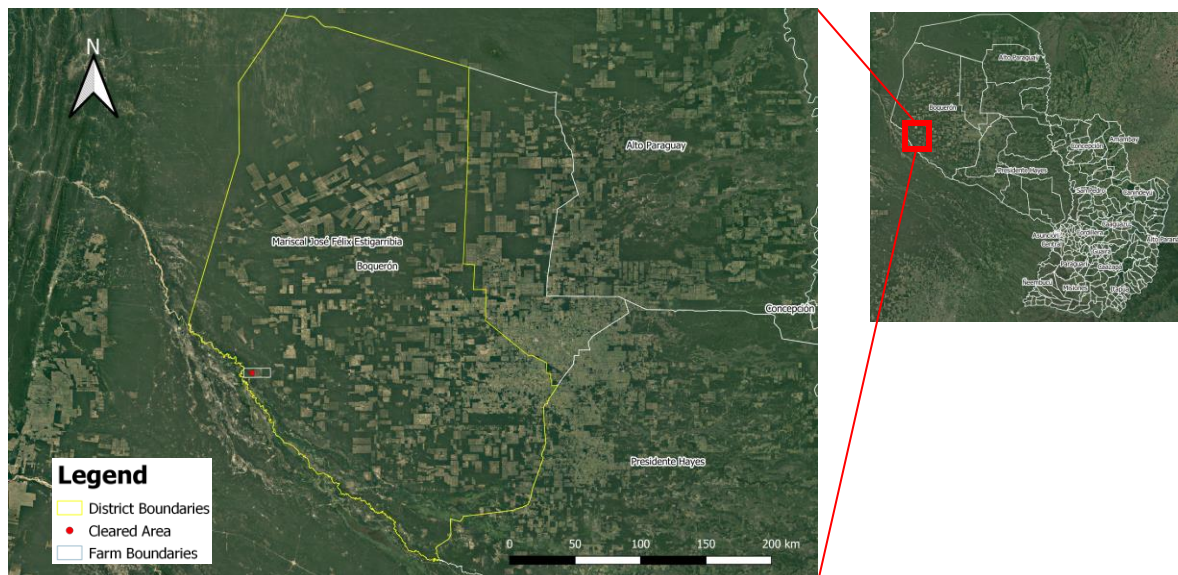 N
Alto Paraguay
Mariscal José Félix Estigarribia
Boquerón
Concepción
Presidente Hayes
Legend
District Boundaries
Cleared Area
Farm Boundaries
0 50 100 150 200 km
Alto Paraguay
Boquerón
Amambay
Concepción
Presidente Hayes
San Pedro
Canindeyú
Caaguazú
Asunción
Central
Cordillera
Alto Paraná
Paraguarí
Caazapá
Ñeembucú
Misiones
Itapúa